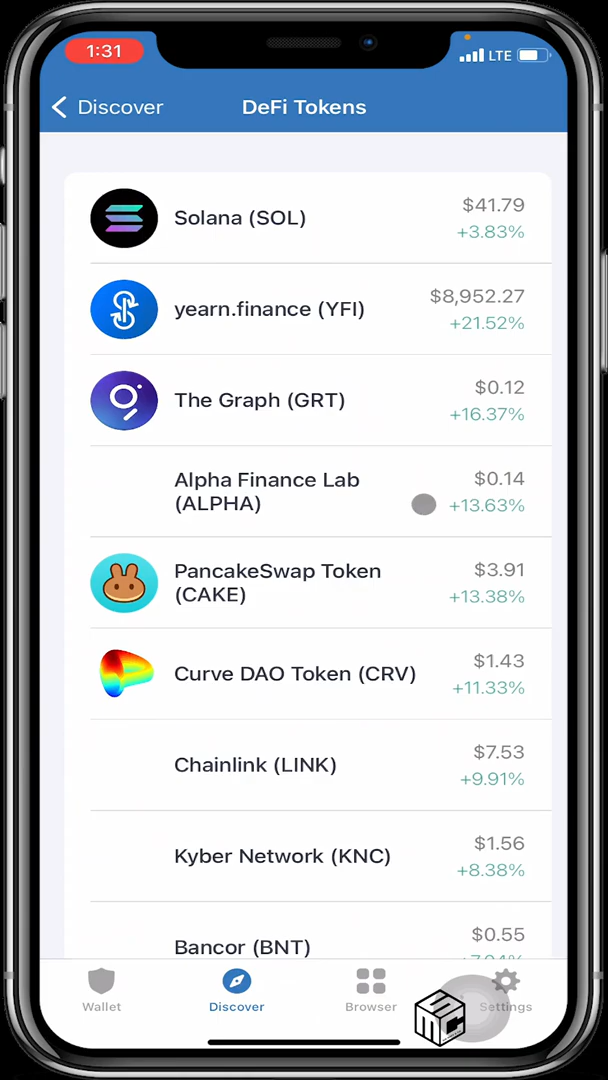 1:31
LTE
Discover
DeFi Tokens
Solana (SOL)
$41.79
+3.83%
yearn.finance (YFI)
$8,952.27
+21.52%
The Graph (GRT)
$0.12
+16.37%
Alpha Finance Lab
(ALPHA)
$0.14
+13.63%
PancakeSwap Token
(CAKE)
$3.91
+13.38%
Curve DAO Token (CRV)
$1.43
+11.33%
Chainlink (LINK)
$7.53
+9.91%
Kyber Network (KNC)
$1.56
+8.38%
Bancor (BNT)
$0.55
Wallet
Discover
Browser
Settings